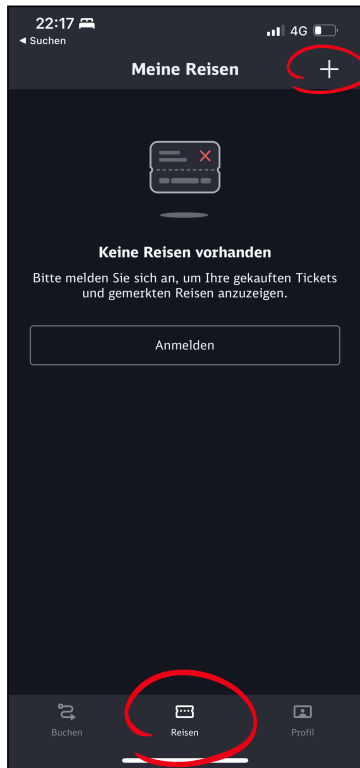 22:17
4G
◀ Suchen
Meine Reisen
Keine Reisen vorhanden
Bitte melden Sie sich an, um Ihre gekauften Tickets
und gemerkten Reisen anzuzeigen.
Anmelden
Buchen
Reisen
Profil